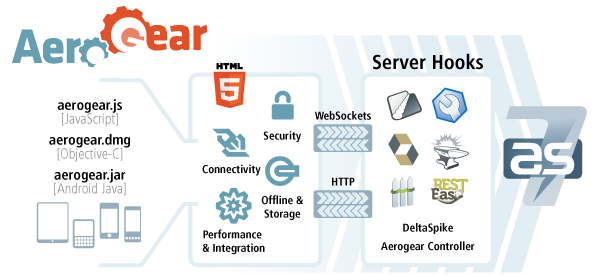 AeroGear
aerogear.js
[JavaScript]
aerogear.dmg
[Objective-C]
aerogear.jar
[Android Java]
HTML
5
Security
Connectivity
Offline &
Storage
Performance
& Integration
WebSockets
HTTP
Server Hooks
REST
Easy
DeltaSpike
Aerogear Controller
7
as